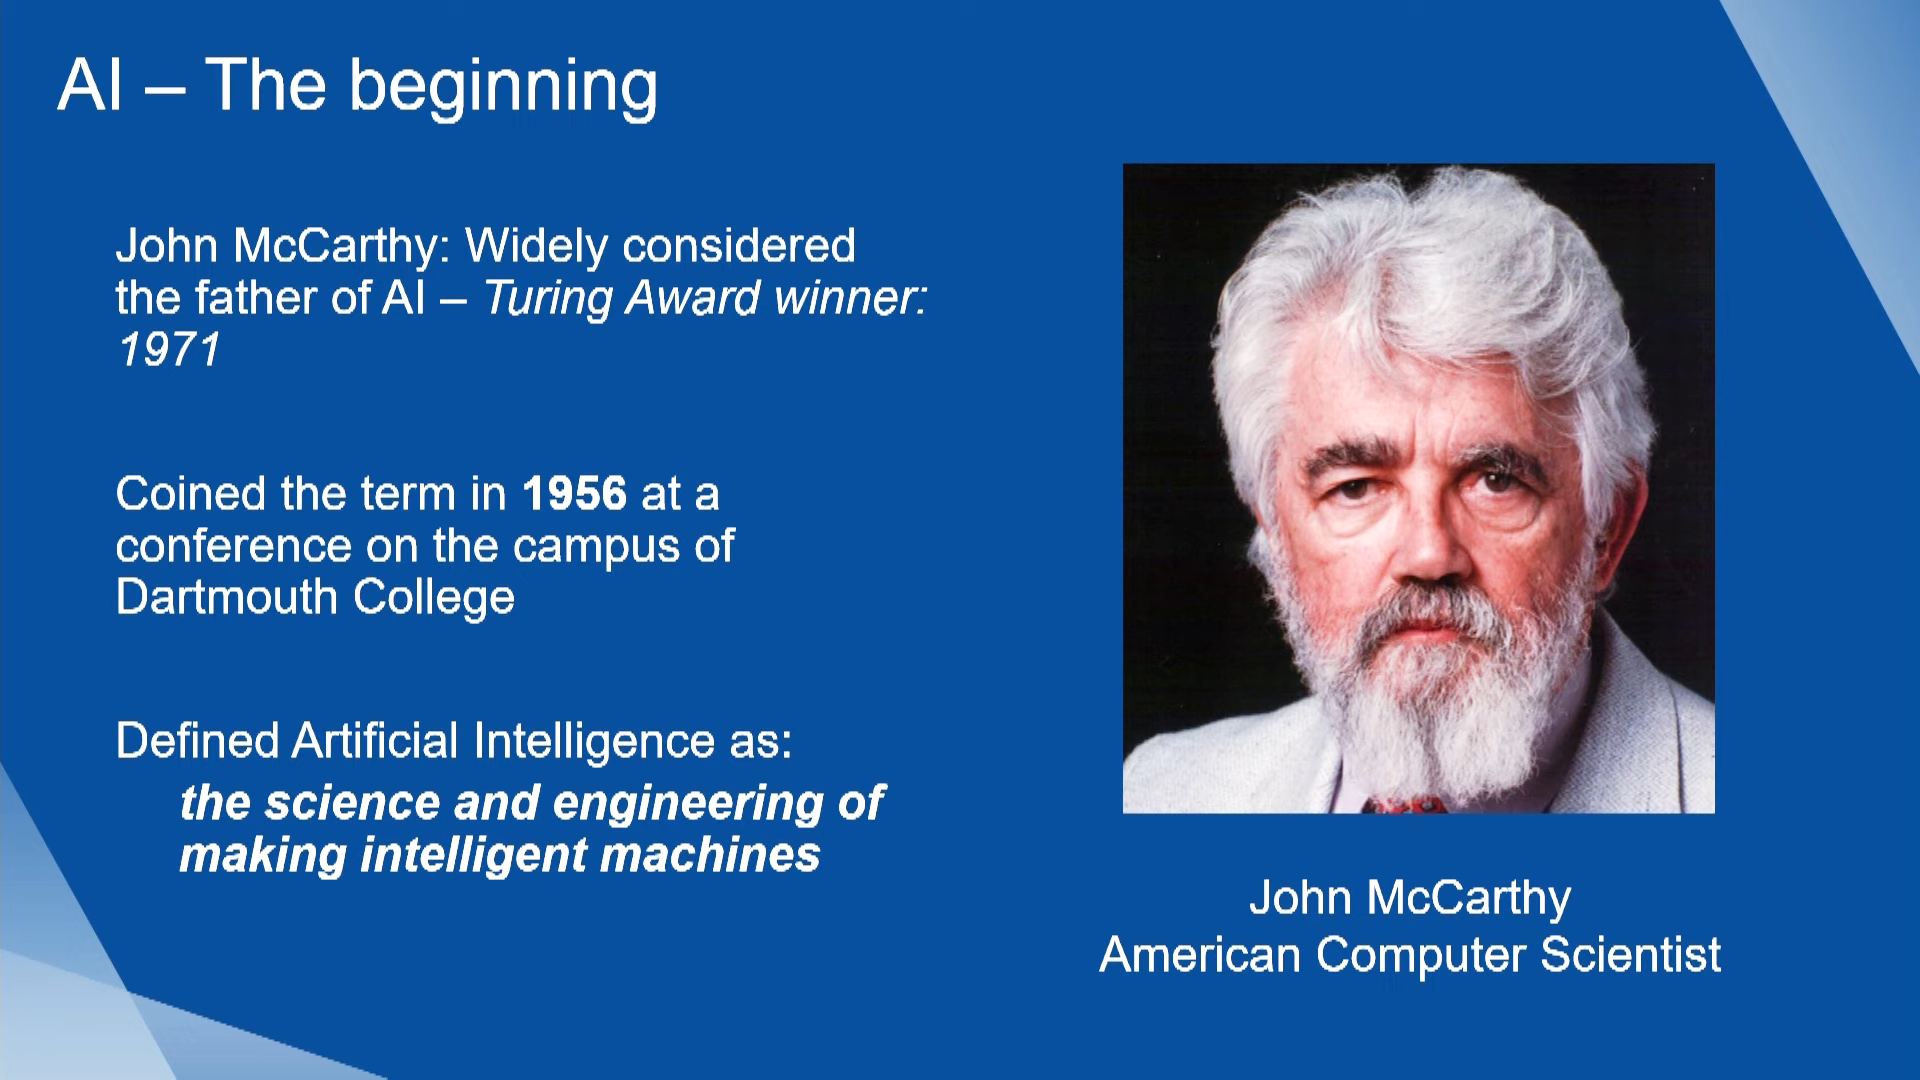 AI – The beginning
John McCarthy: Widely considered
the father of AI – Turing Award winner:
1971
Coined the term in 1956 at a
conference on the campus of
Dartmouth College
Defined Artificial Intelligence as:
the science and engineering of
making intelligent machines
John McCarthy
American Computer Scientist